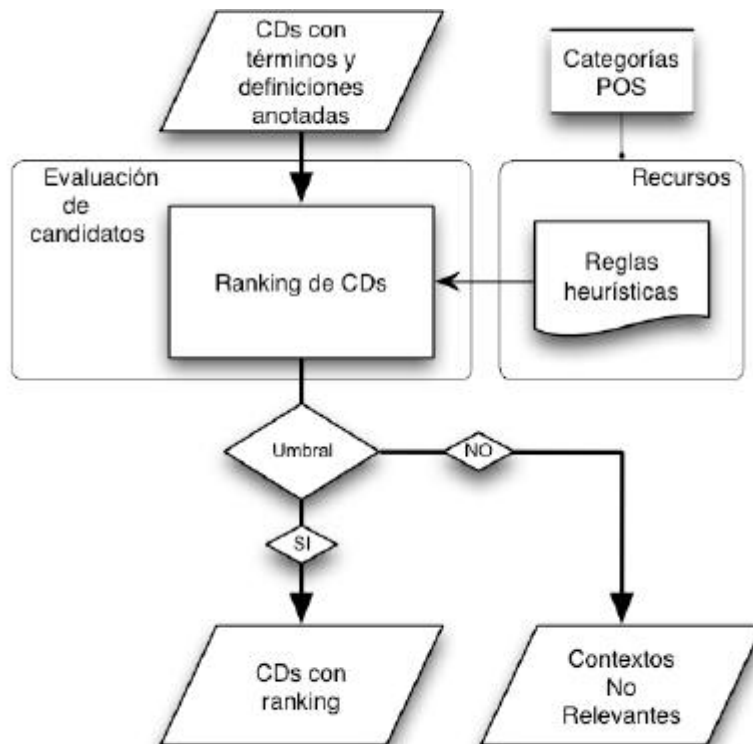 CDs con
términos y
definiciones
anotadas
Categorías
POS
Evaluación
de
candidatos
Recursos
Ranking de CDs
Reglas
heurísticas
Umbral
NO
SI
CDs con
ranking
Contextos
No
Relevantes